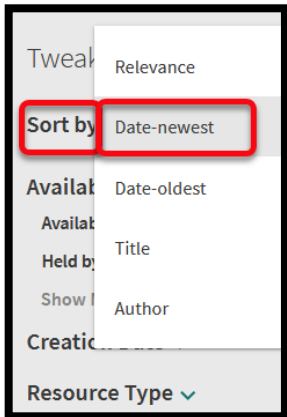 Tweak
Relevance
Sort by
Date-newest
Availab
Date-oldest
Availab
Held by
Title
Show
Author
Creatio
Resource Type